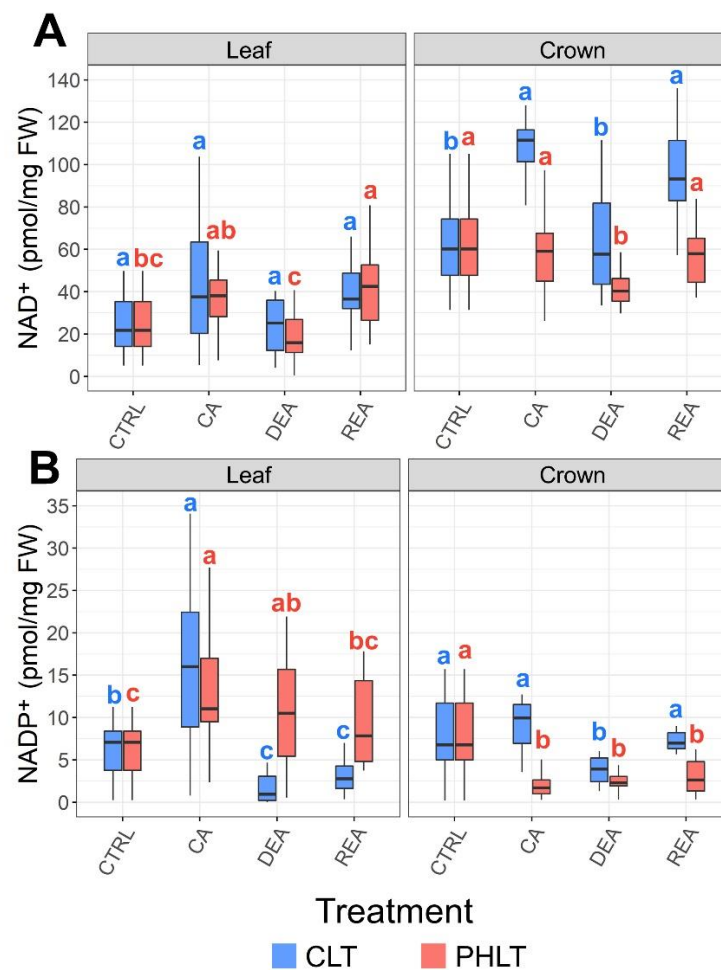 A
Leaf Crown
NAD+ (pmol/mg FW)
140
120
100
80
60
40
20
0
a bc a ab a c a a
b a a a b b a a
CTRL CA DEA REA CTRL CA DEA REA
B
Leaf Crown
NADP+ (pmol/mg FW)
35
30
25
20
15
10
5
0
b c a a c ab c bc
a a a b b b a b
CTRL CA DEA REA CTRL CA DEA REA
Treatment
CLT PHLT